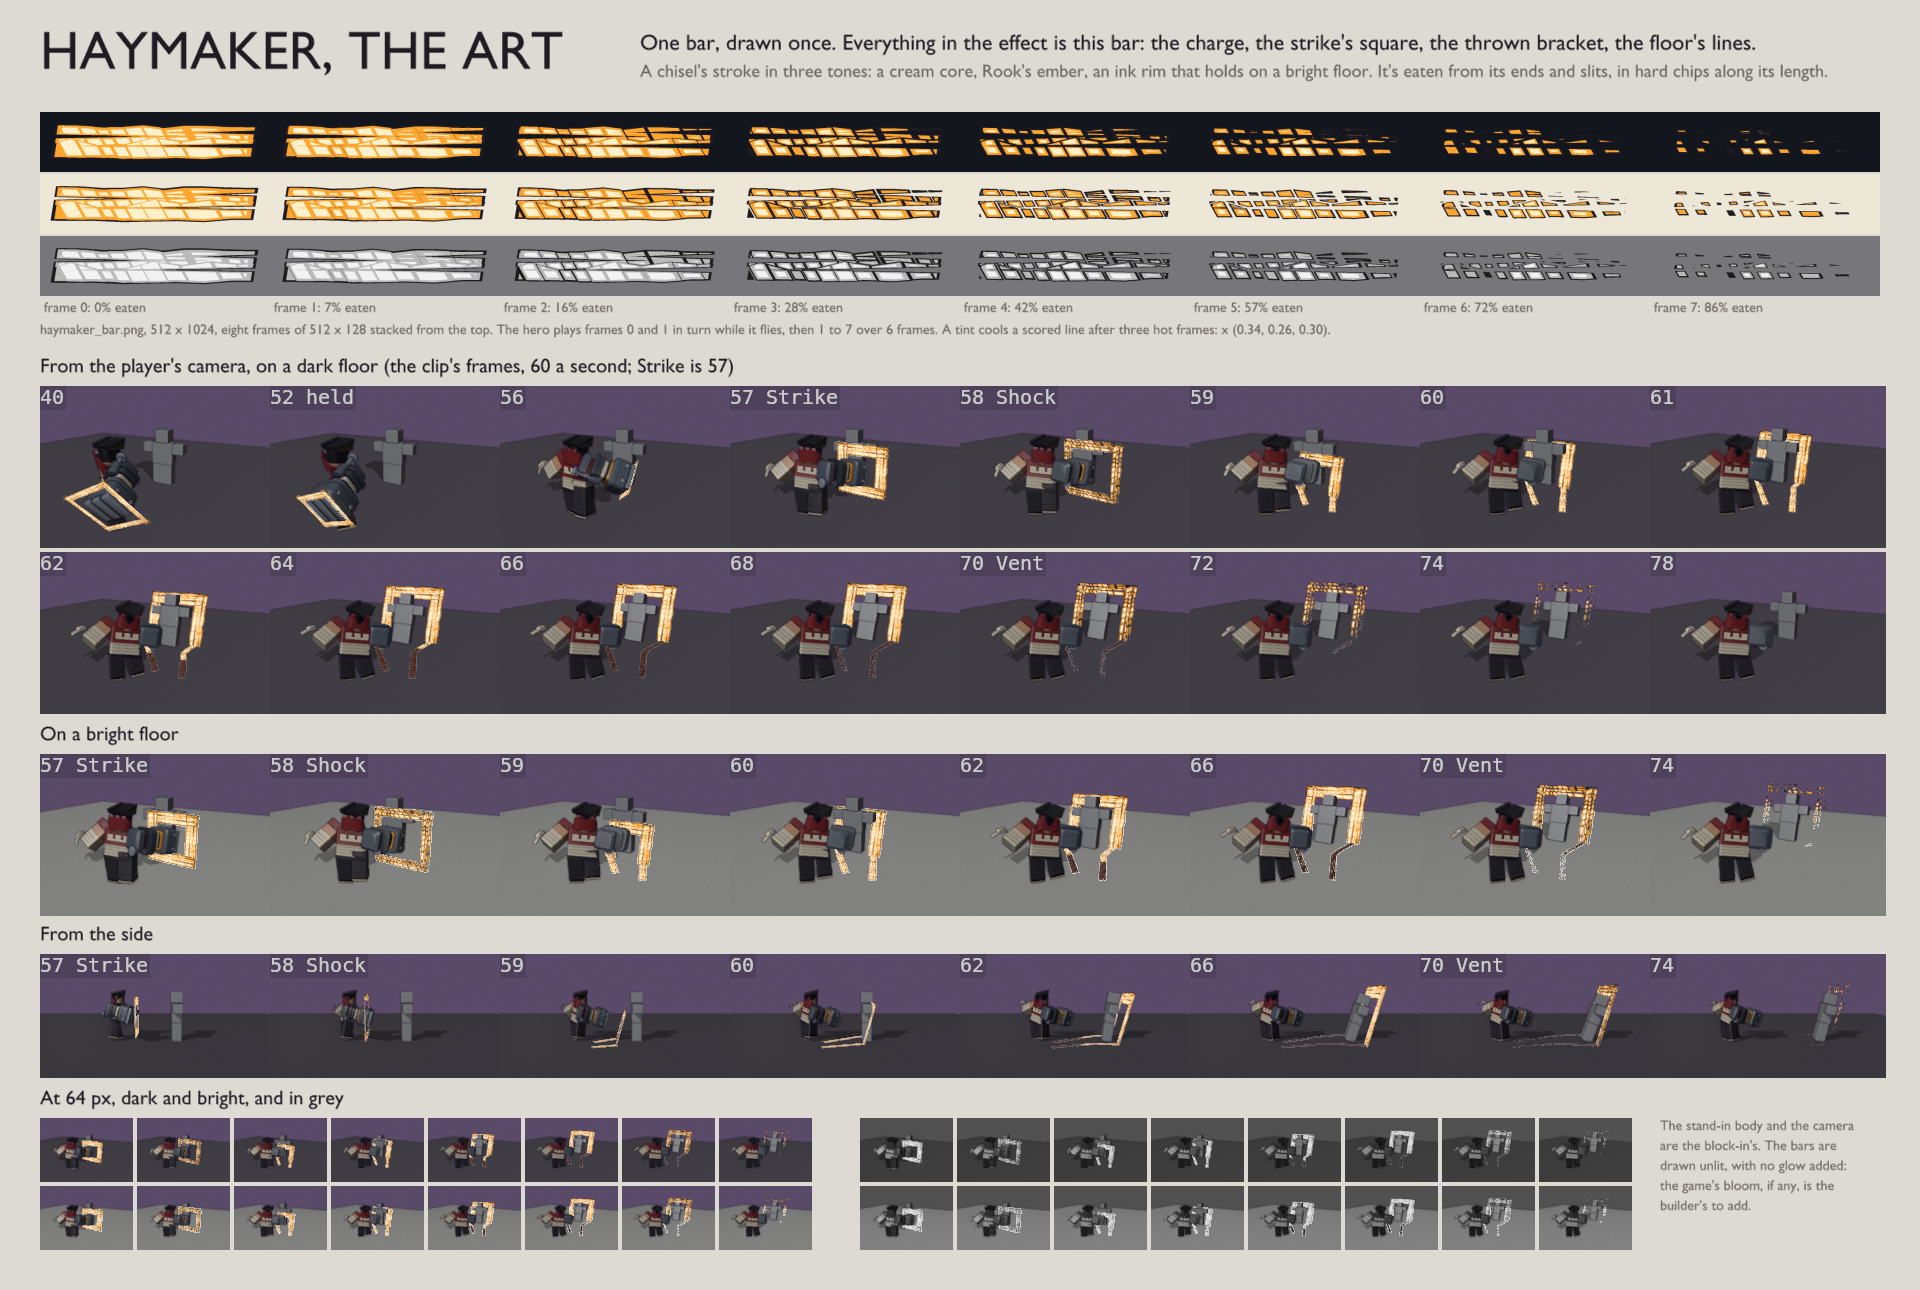 HAYMAKER, THE ART
One bar, drawn once. Everything in the effect is this bar: the charge, the strike's square, the thrown bracket, the floor's lines.
A chisel's stroke in three tones: a cream core, Rook's ember, an ink rim that holds on a bright floor. It's eaten from its ends and slits, in hard chips along its length.
frame 0: 0% eaten
frame 1: 7% eaten
frame 2: 16% eaten
frame 3: 28% eaten
frame 4: 42% eaten
frame 5: 57% eaten
frame 6: 72% eaten
frame 7: 86% eaten
haymaker_bar.png, 512 x 1024, eight frames of 512 x 128 stacked from the top. The hero plays frames 0 and 1 in turn while it flies, then 1 to 7 over 6 frames. A tint cools a scored line after three hot frames: x (0.34, 0.26, 0.30).
From the player's camera, on a dark floor (the clip's frames, 60 a second; Strike is 57)
40
52 held
56
57 Strike
58 Shock
59
60
61
62
64
66
68
70 Vent
72
74
78
On a bright floor
57 Strike
58 Shock
59
60
62
66
70 Vent
74
From the side
57 Strike
58 Shock
59
60
62
66
70 Vent
74
At 64 px, dark and bright, and in grey
The stand-in body and the camera
are the block-in's. The bars are
drawn unlit, with no glow added:
the game's bloom, if any, is the
builder's to add.